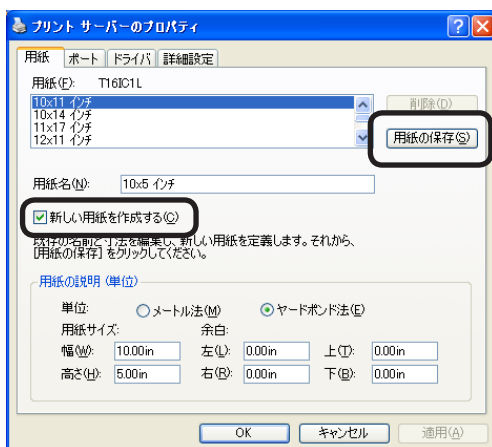 プリント サーバーのプロパティ
用紙 ポート ドライバ 詳細設定
用紙(F): T16IC1L
10x11 インチ
10x14 インチ
11x17 インチ
12x11 インチ
削除(D)
用紙の保存(S)
用紙名(N): 10x5 インチ
新しい用紙を作成する(C)
既存の名前と寸法を編集し、新しい用紙を定義します。それから、
[用紙の保存] をクリックしてください。
用紙の説明 (単位)
単位: メートル法(M) ヤードポンド法(E)
用紙サイズ: 余白:
幅(W): 10.00in 左(L): 0.00in 上(T): 0.00in
高さ(H): 5.00in 右(R): 0.00in 下(B): 0.00in
OK キャンセル 適用(A)